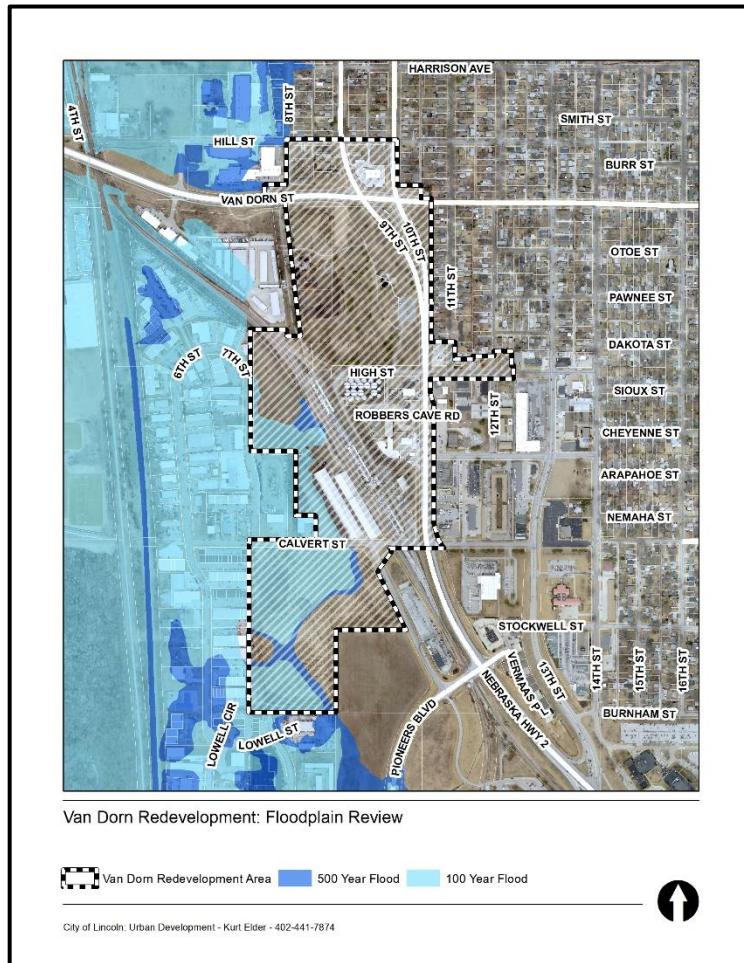 HARRISON AVE
4TH ST
8TH ST
SMITH ST
HILL ST
BURR ST
VAN DORN ST
9TH ST
10TH ST
OTOE ST
11TH ST
PAWNEE ST
DAKOTA ST
6TH ST
7TH ST
HIGH ST
SIOUX ST
ROBBERS CAVE RD
12TH ST
CHEYENNE ST
ARAPAHOE ST
NEMAHA ST
CALVERT ST
STOCKWELL ST
VERMAAS PL
13TH ST
14TH ST
15TH ST
16TH ST
NEBRASKA HWY 2
LOWELL CIR
LOWELL ST
PIONEERS BLVD
BURNHAM ST
Van Dorn Redevelopment: Floodplain Review
Van Dorn Redevelopment Area 500 Year Flood 100 Year Flood
City of Lincoln: Urban Development - Kurt Elder - 402-441-7874